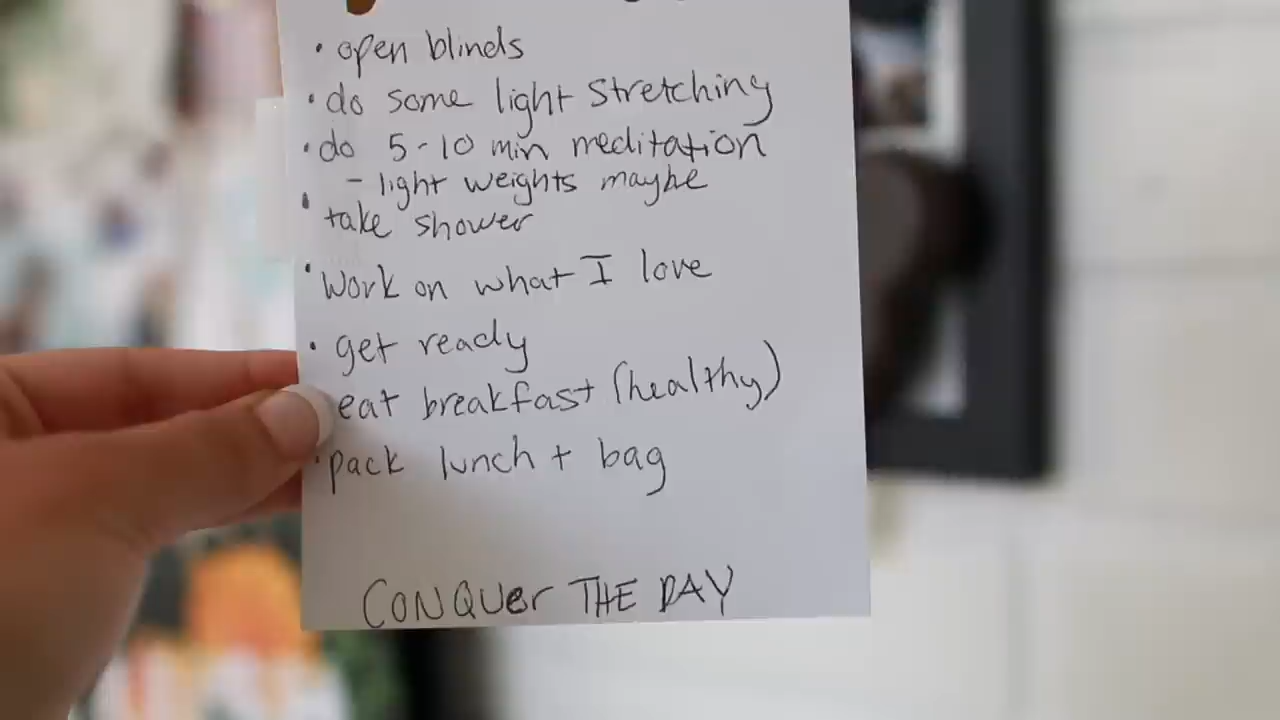 • open blinds
• do some light stretching
• do 5-10 min meditation
- light weights maybe
• take shower
• Work on what I love
• get ready
eat breakfast (healthy)
• pack lunch + bag
CONQUer THE DAY